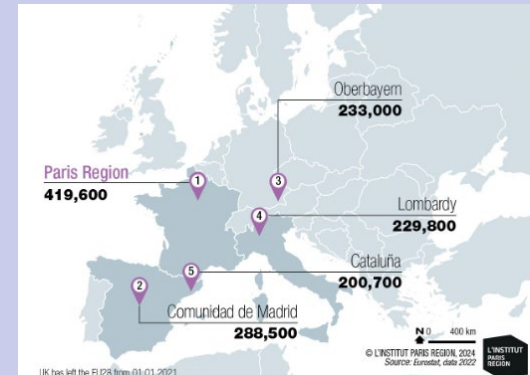 Oberbayern
233,000
Paris Region
419,600
1
3
4
Lombardy
229,800
Cataluña
200,700
5
2
Comunidad de Madrid
288,500
N 0 400 km
© L'INSTITUT PARIS REGION, 2024
Source: Eurostat, data 2022
L'INSTITUT
PARIS
REGION
UK has left the EU28 from 01-01-2021